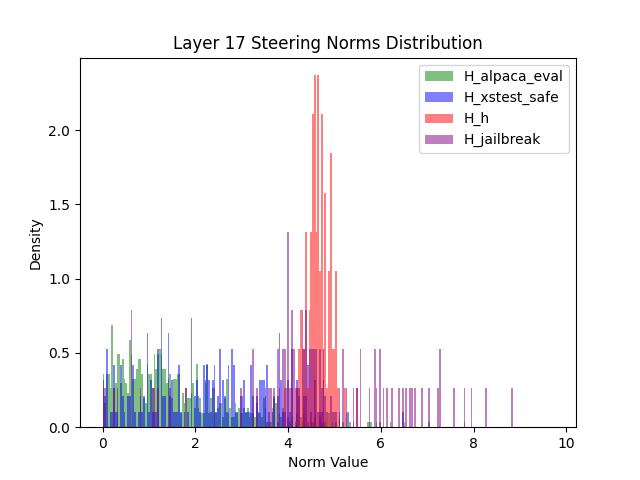 Layer 17 Steering Norms Distribution
H_alpaca_eval
H_xstest_safe
H_h
H_jailbreak
Density
2.0
1.5
1.0
0.5
0.0
0
2
4
6
8
10
Norm Value